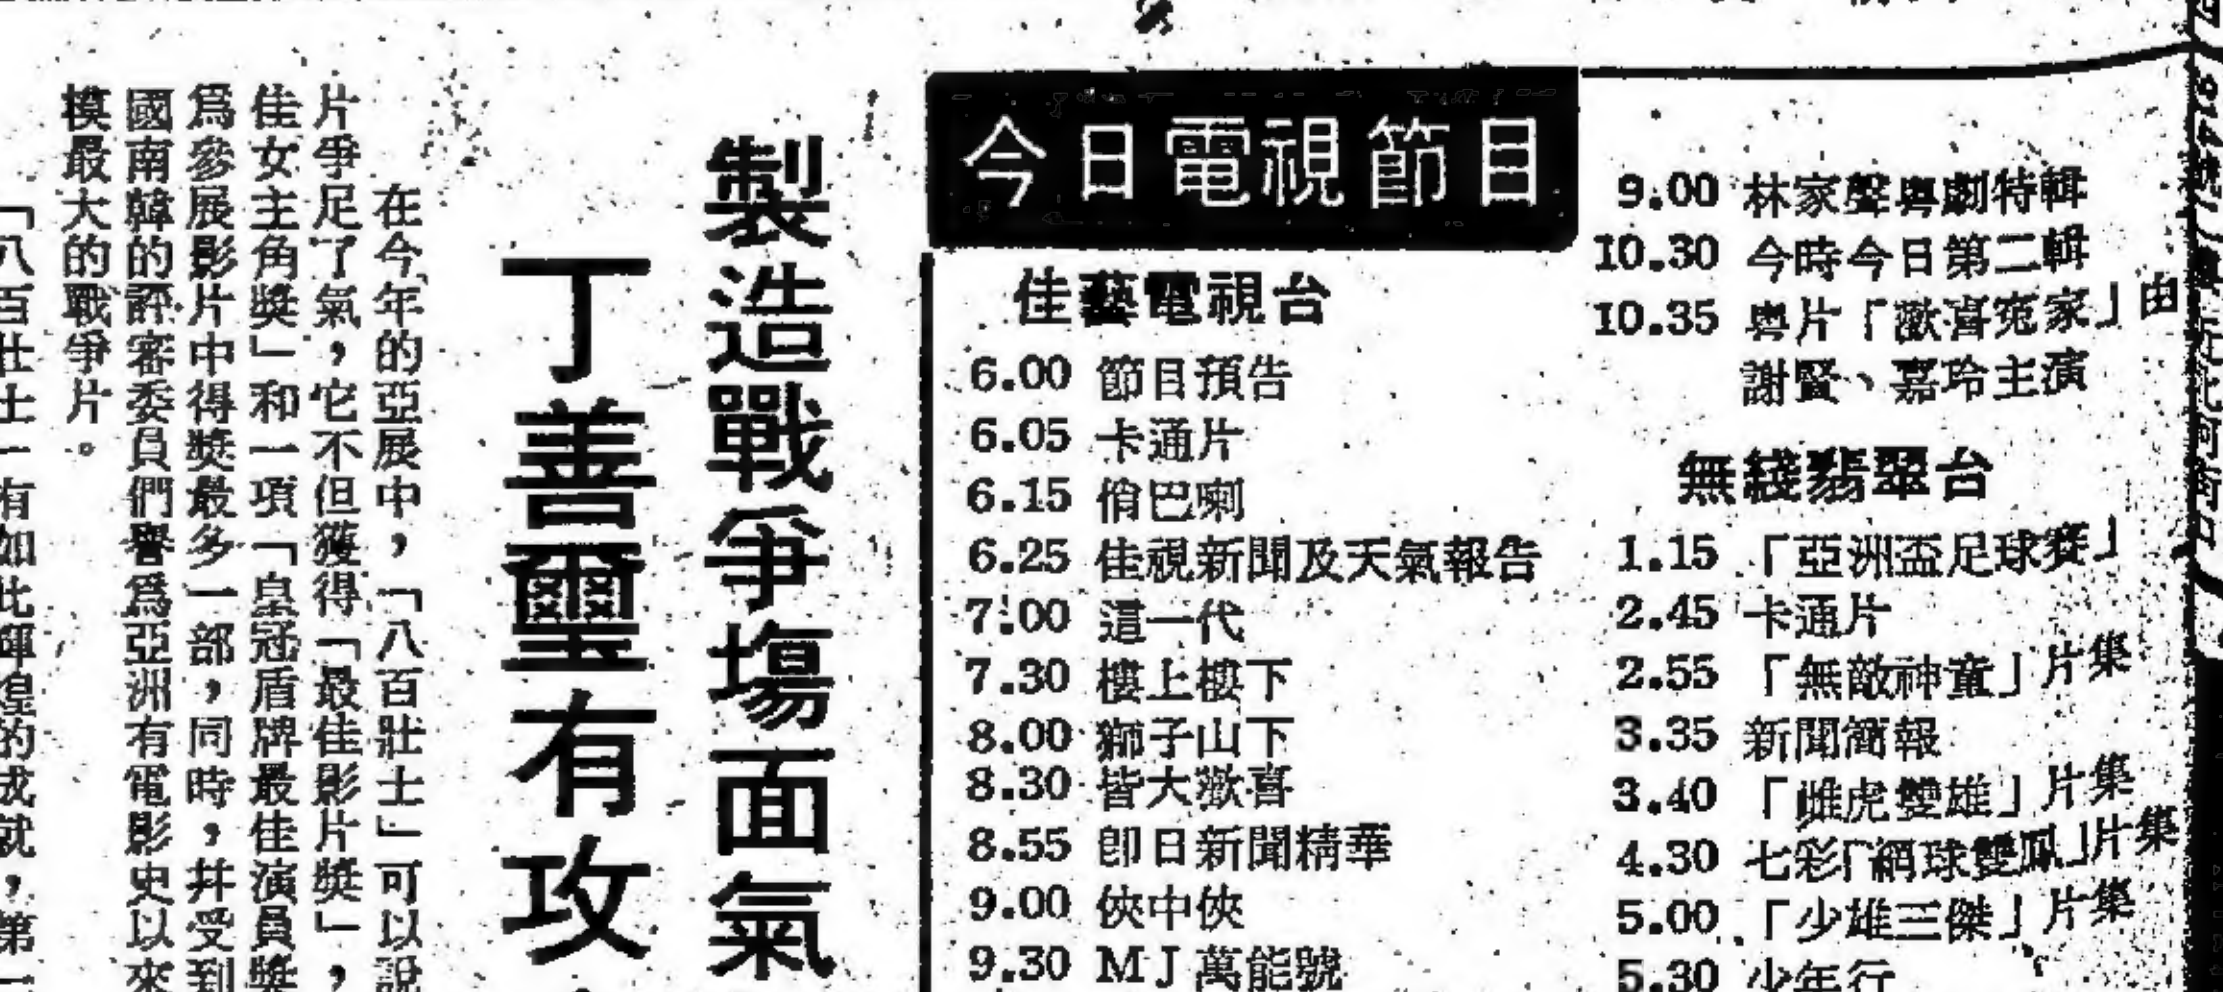 今日電視節目
佳藝電視台
6.00 節目預告
6.05 卡通片
6.15 俏巴喇
6.25 佳視新聞及天氣報告
7.00 這一代
7.30 樓上樓下
8.00 獅子山下
8.30 皆大歡喜
8.55 即日新聞精華
9.00 俠中俠
9.30 MJ萬能號
9.00 林家聲粵劇特輯
10.30 今時今日第二輯
10.35 粵片「歡喜冤家」由
謝賢、嘉玲主演
無綫翡翠台
1.15 「亞洲盃足球賽」
2.45 卡通片
2.55 「無敵神童」片集
3.35 新聞簡報
3.40 「雌虎雙雄」片集
4.30 七彩「網球雙鳳」片集
5.00 「少雄三傑」片集
5.30 少年行
製造戰爭場面氣
丁善璽有攻
在今年的亞展中,「八百壯士」可以說
片爭足了氣,它不但獲得「最佳影片獎」,
佳女主角獎」和一項「皇冠盾牌最佳演員獎
爲參展影片中得獎最多一部,同時,幷受到
國南韓的評審委員們譽爲亞洲有電影史以來
模最大的戰爭片。
「八百壯士」有如此輝煌的成就,第一